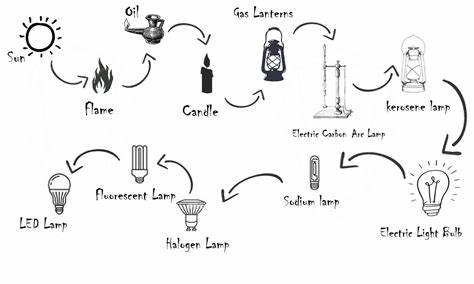 Sun
Flame
Oil
Candle
Gas Lanterns
Electric Carbon Arc Lamp
kerosene lamp
Electric Light Bulb
Sodium lamp
Halogen Lamp
Fluorescent Lamp
LED Lamp